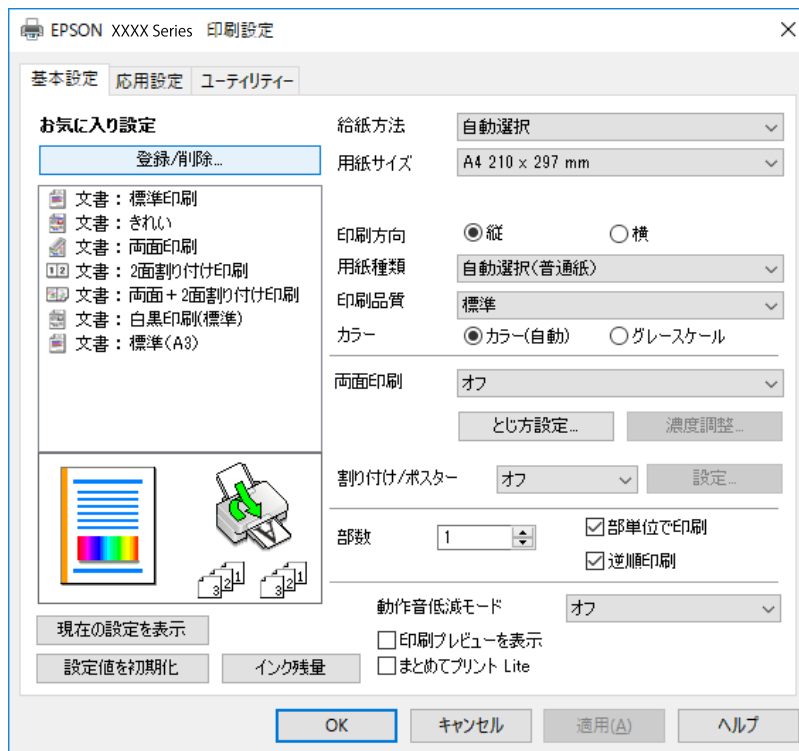 EPSON XXXX Series 印刷設定
基本設定 応用設定 ユーティリティー
お気に入り設定
登録/削除...
文書：標準印刷
文書：きれい
文書：両面印刷
文書：2面割り付け印刷
文書：両面+2面割り付け印刷
文書：白黒印刷(標準)
文書：標準(A3)
給紙方法 自動選択
用紙サイズ A4 210 x 297 mm
印刷方向 縦 横
用紙種類 自動選択(普通紙)
印刷品質 標準
カラー カラー(自動) グレースケール
両面印刷 オフ
とじ方設定... 濃度調整...
割り付け/ポスター オフ 設定...
部数 1 部単位で印刷
逆順印刷
3 2 1 3 2 1
動作音低減モード オフ
現在の設定を表示 印刷プレビューを表示
設定値を初期化 インク残量 まとめてプリント Lite
OK キャンセル 適用(A) ヘルプ